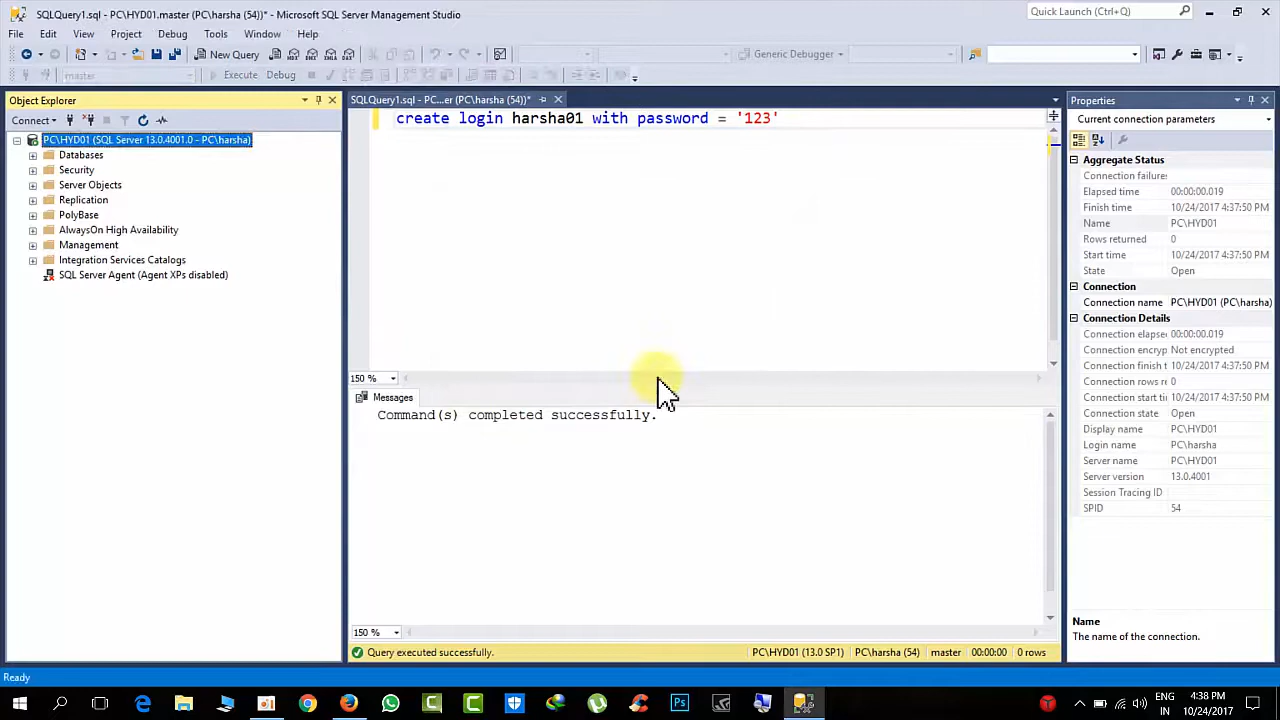 SQLQuery1.sql - PC\HYD01.master (PC\harsha (54))* - Microsoft SQL Server Management Studio
Quick Launch (Ctrl+Q)
File Edit View Project Debug Tools Window Help
New Query
Generic Debugger
master
Execute Debug
Object Explorer
SQLQuery1.sql - PC...er (PC\harsha (54))*
Properties
Connect
create login harsha01 with password = '123'
Current connection parameters
PC\HYD01 (SQL Server 13.0.4001.0 - PC\harsha)
Databases
Security
Server Objects
Replication
PolyBase
AlwaysOn High Availability
Management
Integration Services Catalogs
SQL Server Agent (Agent XPs disabled)
Aggregate Status
Connection failures
Elapsed time 00:00:00.019
Finish time 10/24/2017 4:37:50 PM
Name PC\HYD01
Rows returned 0
Start time 10/24/2017 4:37:50 PM
State Open
Connection
Connection name PC\HYD01 (PC\harsha)
Connection Details
Connection elapse 00:00:00.019
Connection encryp Not encrypted
Connection finish t 10/24/2017 4:37:50 PM
Connection rows r 0
Connection start ti 10/24/2017 4:37:50 PM
Connection state Open
Display name PC\HYD01
Login name PC\harsha
Server name PC\HYD01
Server version 13.0.4001
Session Tracing ID
SPID 54
Name
The name of the connection.
150 %
Messages
Command(s) completed successfully.
150 %
Query executed successfully.
PC\HYD01 (13.0 SP1) PC\harsha (54) master 00:00:00 0 rows
Ready
ENG
IN
4:38 PM
10/24/2017